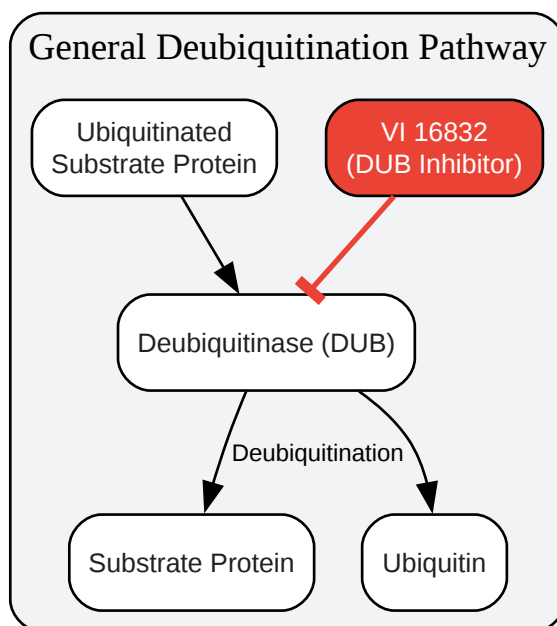 General Deubiquitination Pathway
Ubiquitinated
Substrate Protein
VI 16832
(DUB Inhibitor)
Deubiquitinase (DUB)
Deubiquitination
Substrate Protein
Ubiquitin